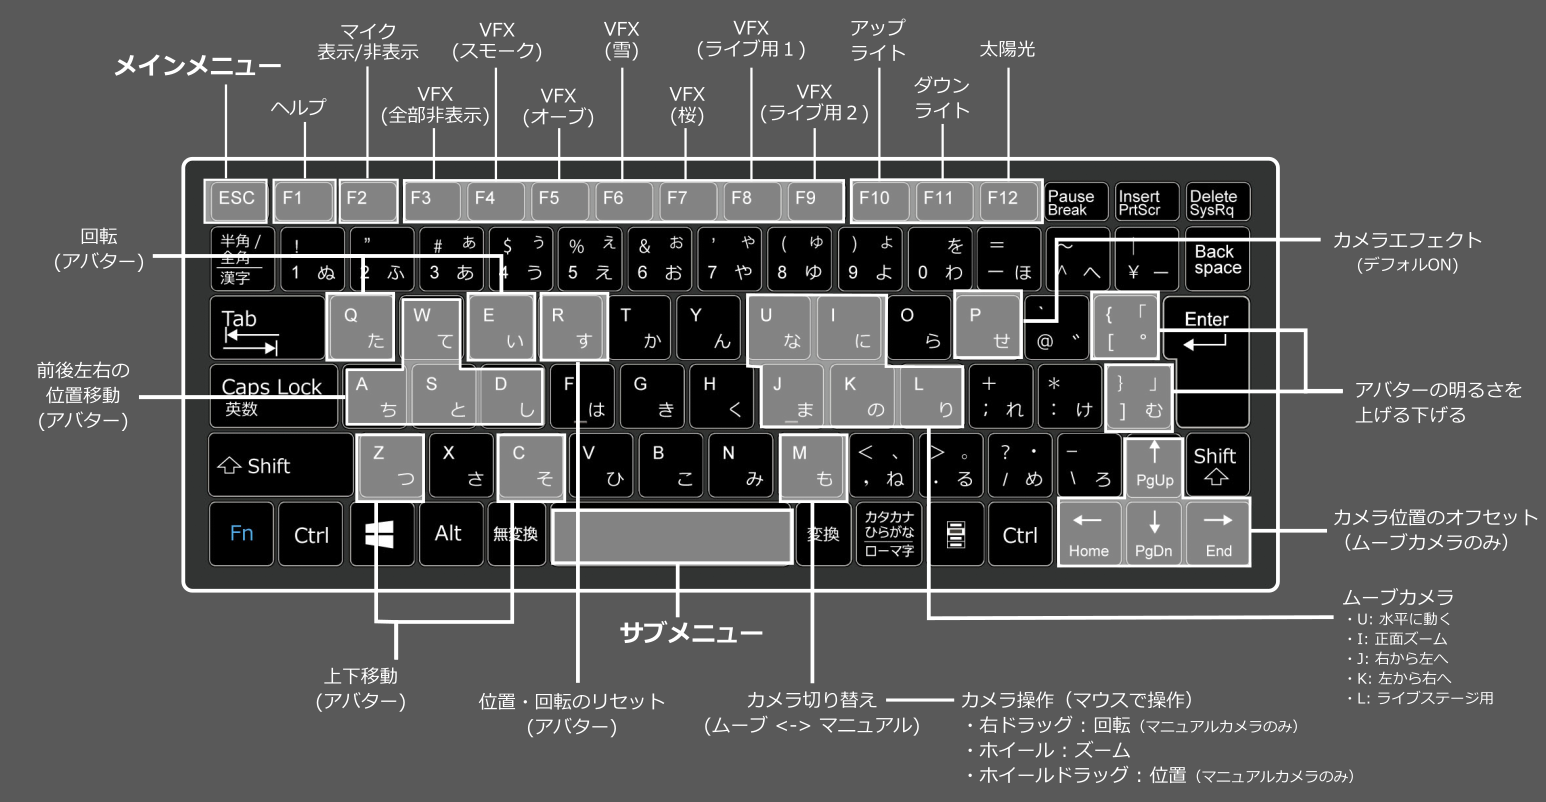 マイク
表示/非表示
VFX
(スモーク)
VFX
(雪)
VFX
(ライブ用１)
アップ
ライト
太陽光
メインメニュー
ヘルプ
VFX
(全部非表示)
VFX
(オーブ)
VFX
(桜)
VFX
(ライブ用２)
ダウン
ライト
ESC
F1
F2
F3
F4
F5
F6
F7
F8
F9
F10
F11
F12
Pause
Break
Insert
PrtScr
Delete
SysRq
回転
(アバター)
半角 /
全角
漢字
!
1 ぬ
”
2 ふ
# ぁ
3 あ
$ ぅ
4 う
% ぇ
5 え
& ぉ
6 お
' ゃ
7 や
( ゅ
8 ゆ
) ょ
9 よ
を
0 わ
=
ー ほ
～
^ へ
|
￥ ー
Back
space
カメラエフェクト
(デフォルON)
Tab
Q
た
W
て
E
い
R
す
T
か
Y
ん
U
な
I
に
O
ら
P
せ
`
@ ゛
{ 「
[ °
Enter
前後左右の
位置移動
(アバター)
Caps Lock
英数
A
ち
S
と
D
し
F
_は
G
き
H
く
J
_ま
K
の
L
り
+
; れ
*
: け
} 」
] む
アバターの明るさを
上げる下げる
Shift
Z
つ
X
さ
C
そ
V
ひ
B
こ
N
み
M
も
< 、
, ね
> 。
. る
? ・
/ め
_
\ ろ
↑
PgUp
Shift
Fn
Ctrl
Alt
無変換
変換
カタカナ
ひらがな
ローマ字
Ctrl
←
Home
↓
PgDn
→
End
カメラ位置のオフセット
（ムーブカメラのみ）
ムーブカメラ
・U: 水平に動く
・I: 正面ズーム
・J: 右から左へ
・K: 左から右へ
・L: ライブステージ用
サブメニュー
上下移動
(アバター)
位置・回転のリセット
(アバター)
カメラ切り替え
(ムーブ <-> マニュアル)
カメラ操作（マウスで操作）
・右ドラッグ：回転（マニュアルカメラのみ）
・ホイール：ズーム
・ホイールドラッグ：位置（マニュアルカメラのみ）